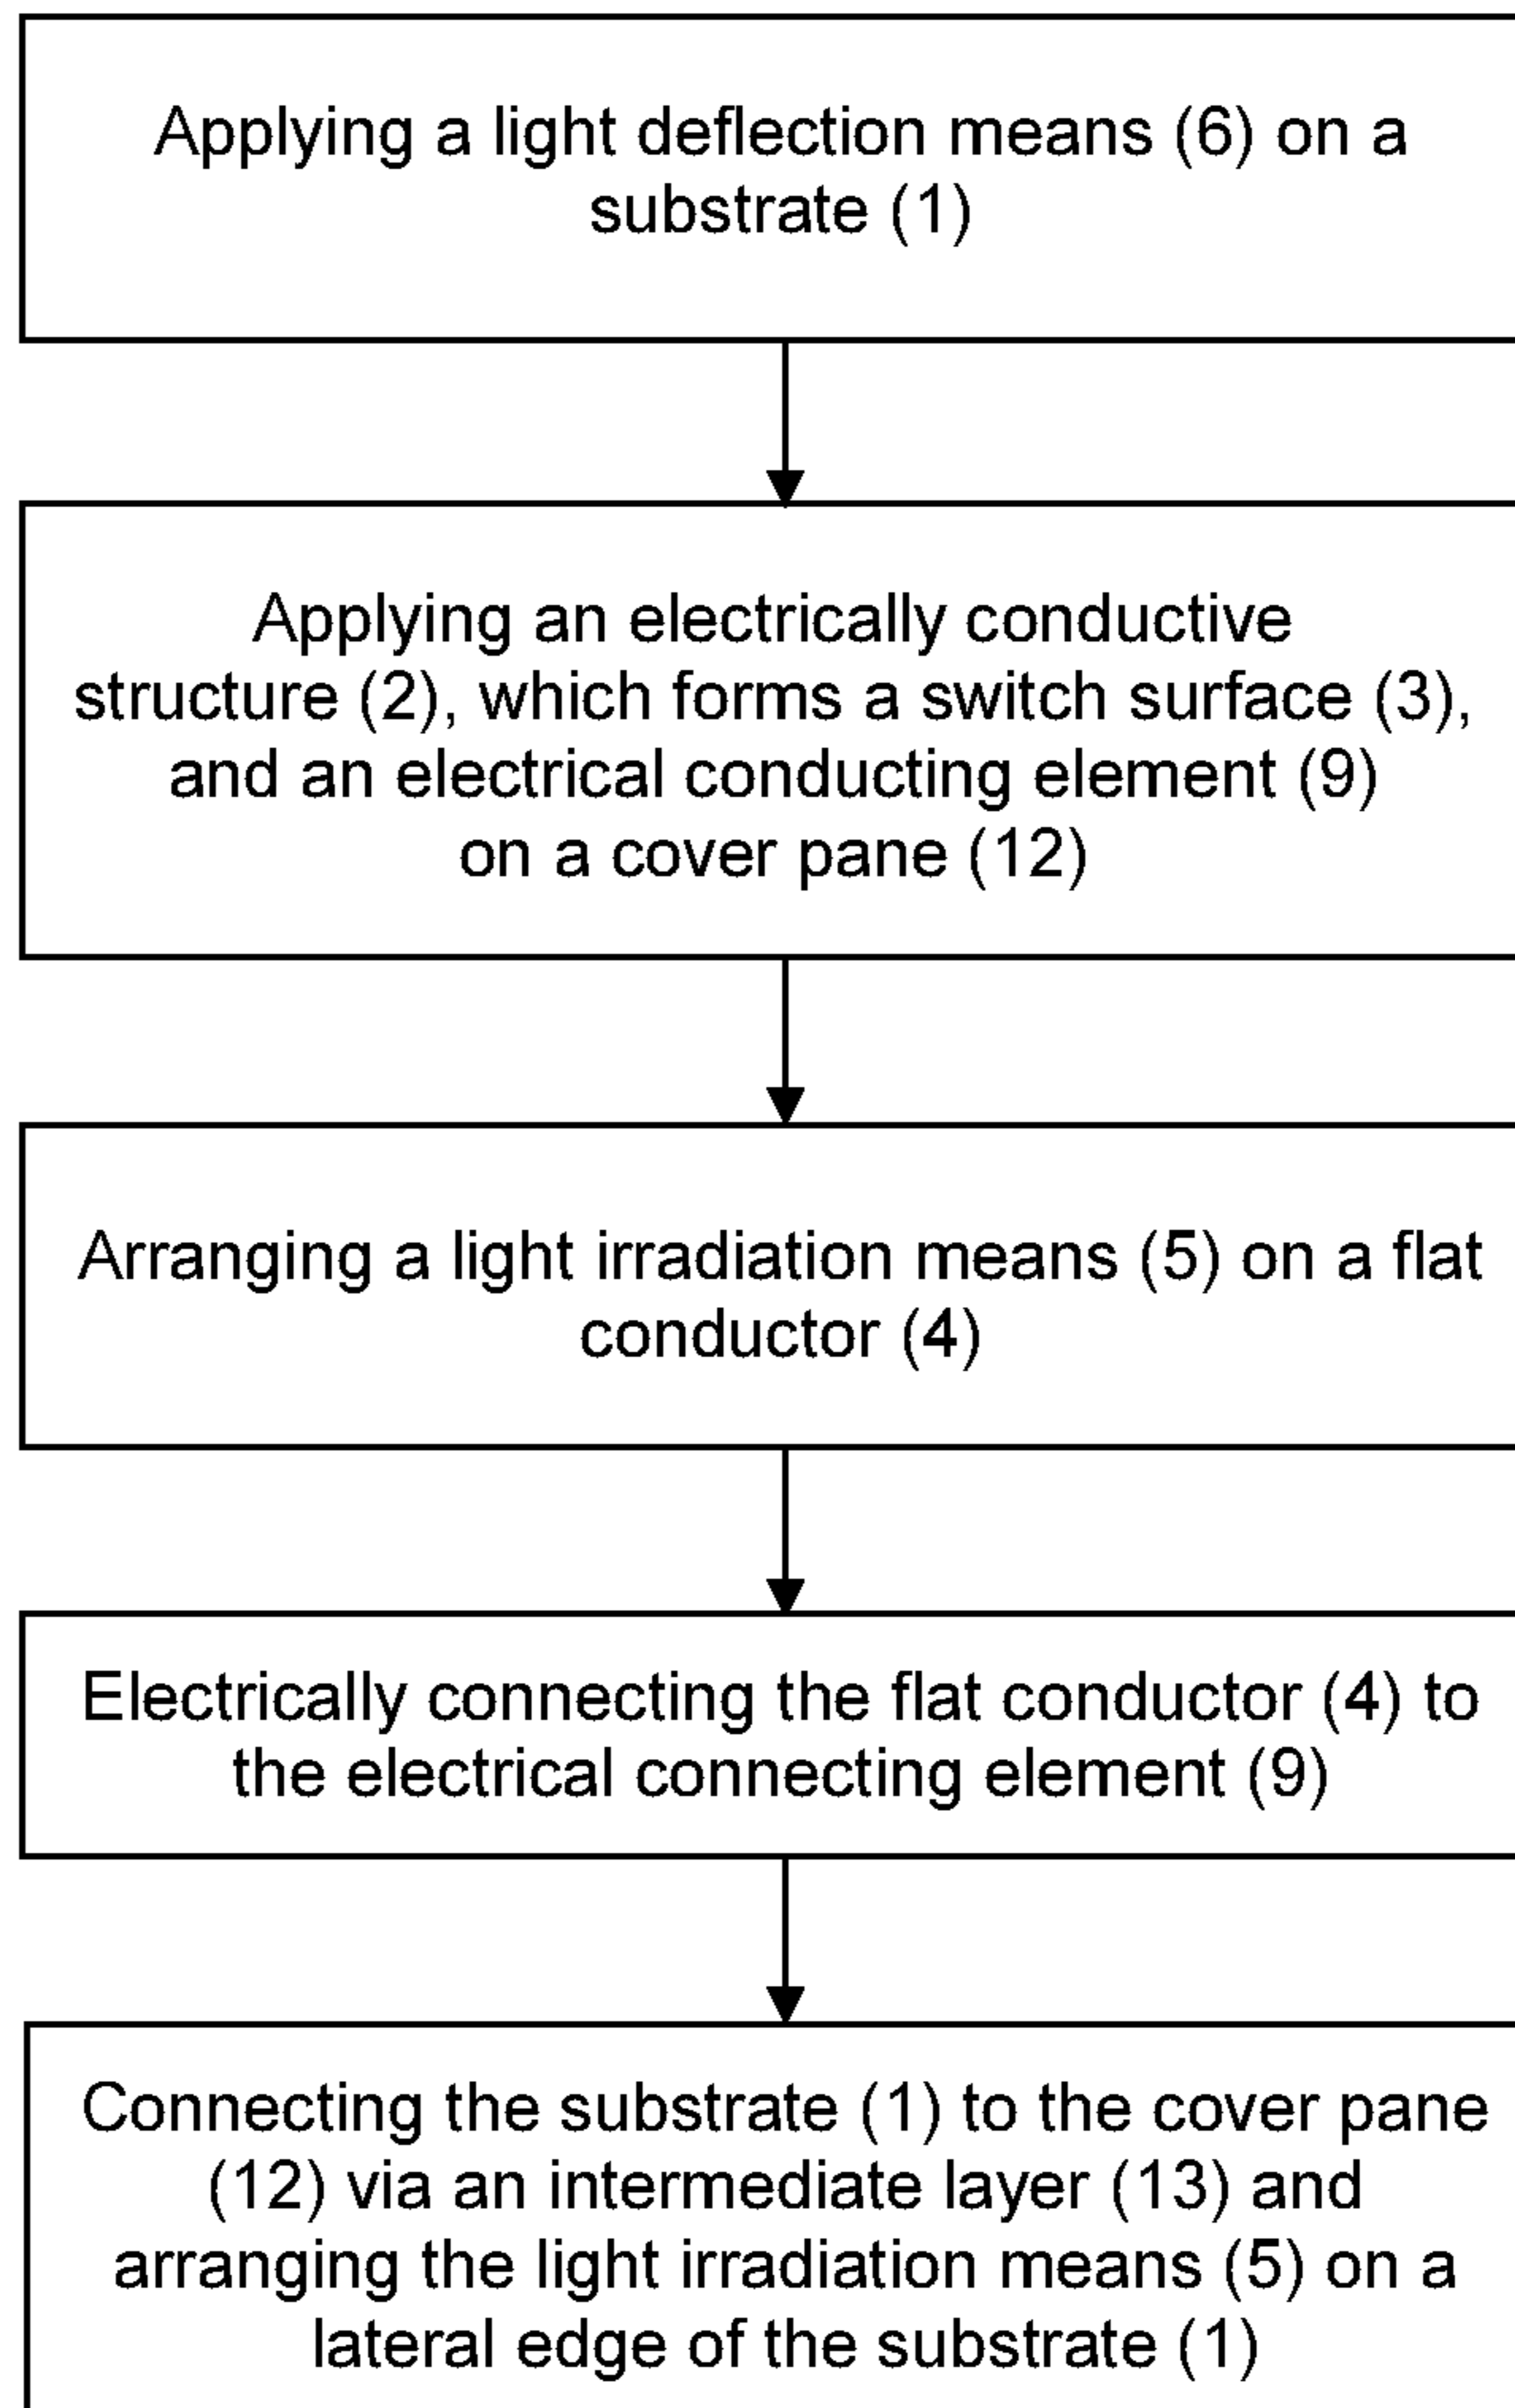 Applying a light deflection means (6) on a
substrate (1)
Applying an electrically conductive
structure (2), which forms a switch surface (3),
and an electrical conducting element (9)
on a cover pane (12)
Arranging a light irradiation means (5) on a flat
conductor (4)
Electrically connecting the flat conductor (4) to
the electrical connecting element (9)
Connecting the substrate (1) to the cover pane
(12) via an intermediate layer (13) and
arranging the light irradiation means (5) on a
lateral edge of the substrate (1)